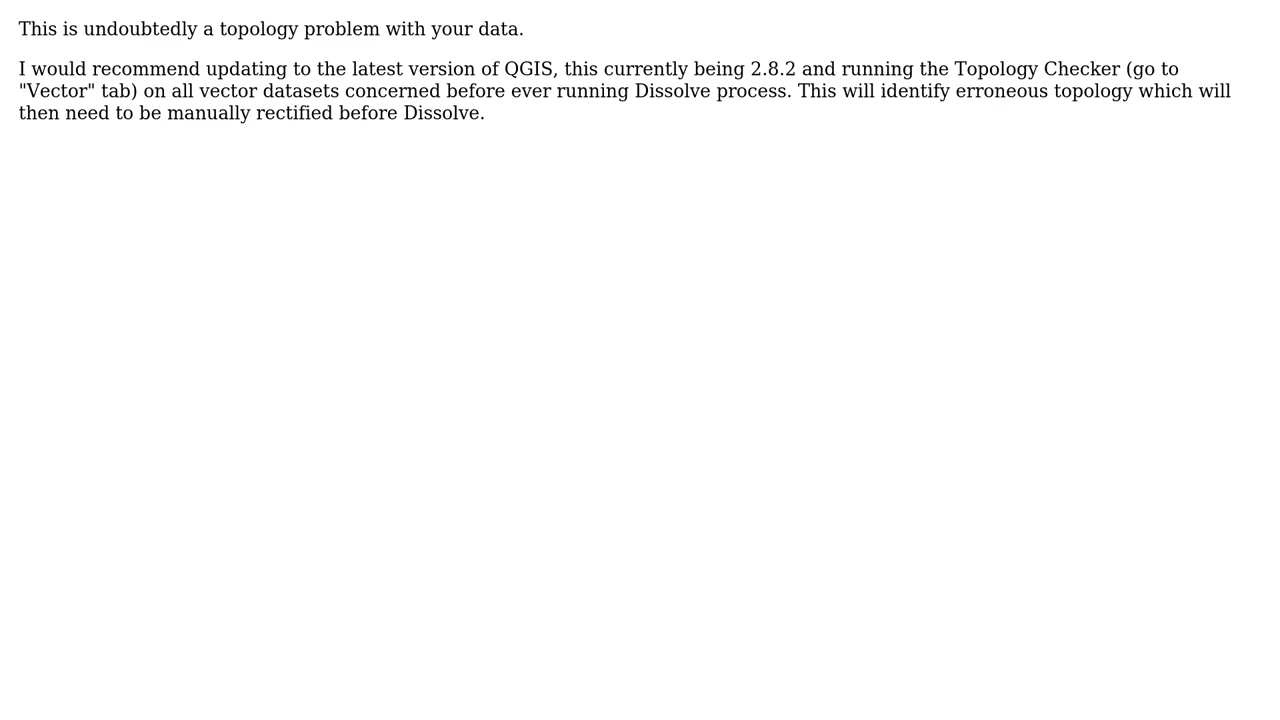 This is undoubtedly a topology problem with your data.
I would recommend updating to the latest version of QGIS, this currently being 2.8.2 and running the Topology Checker (go to
"Vector" tab) on all vector datasets concerned before ever running Dissolve process. This will identify erroneous topology which will
then need to be manually rectified before Dissolve.